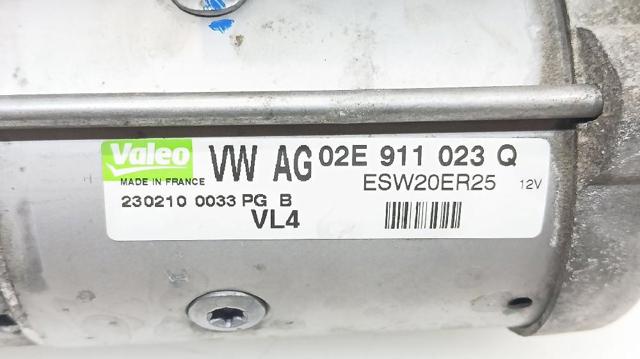 Valeo VW AG 02E 911 023 Q
MADE IN FRANCE ESW20ER25 12V
230210 0033 PG B
VL4